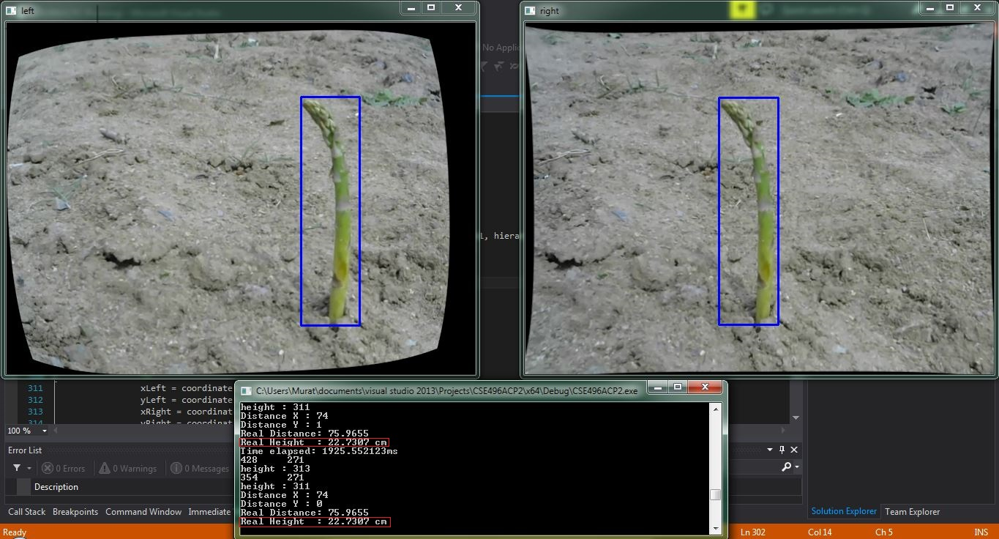 left
right
No Applic
1, hiera
311 xLeft = coordinate
312 yLeft = coordinate
313 xRight = coordinat
314 yRight = coordinat
100 %
C:\Users\Murat\documents\visual studio 2013\Projects\CSE496ACP2\x64\Debug\CSE496ACP2.exe
height : 311
Distance X : 74
Distance Y : 1
Real Distance: 75.9655
Real Height : 22.7307 cm
Time elapsed: 1925.552123ms
428 271
height : 313
354 271
height : 311
Distance X : 74
Distance Y : 0
Real Distance: 75.9655
Real Height : 22.7307 cm
Error List
0 Errors 0 Warnings 0 Messages
Description
Call Stack Breakpoints Command Window Immediate
Solution Explorer Team Explorer
Ready Ln 302 Col 14 Ch 5 INS